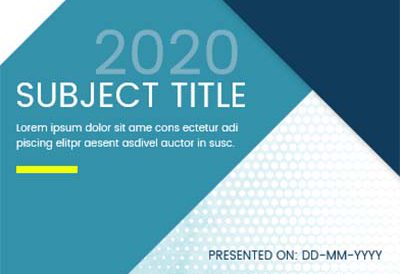 2020
SUBJECT TITLE
Lorem ipsum dolor sit am cons ectetur adi
piscing elitpr aesent asdivel auctor in susc.
PRESENTED ON: DD-MM-YYYY